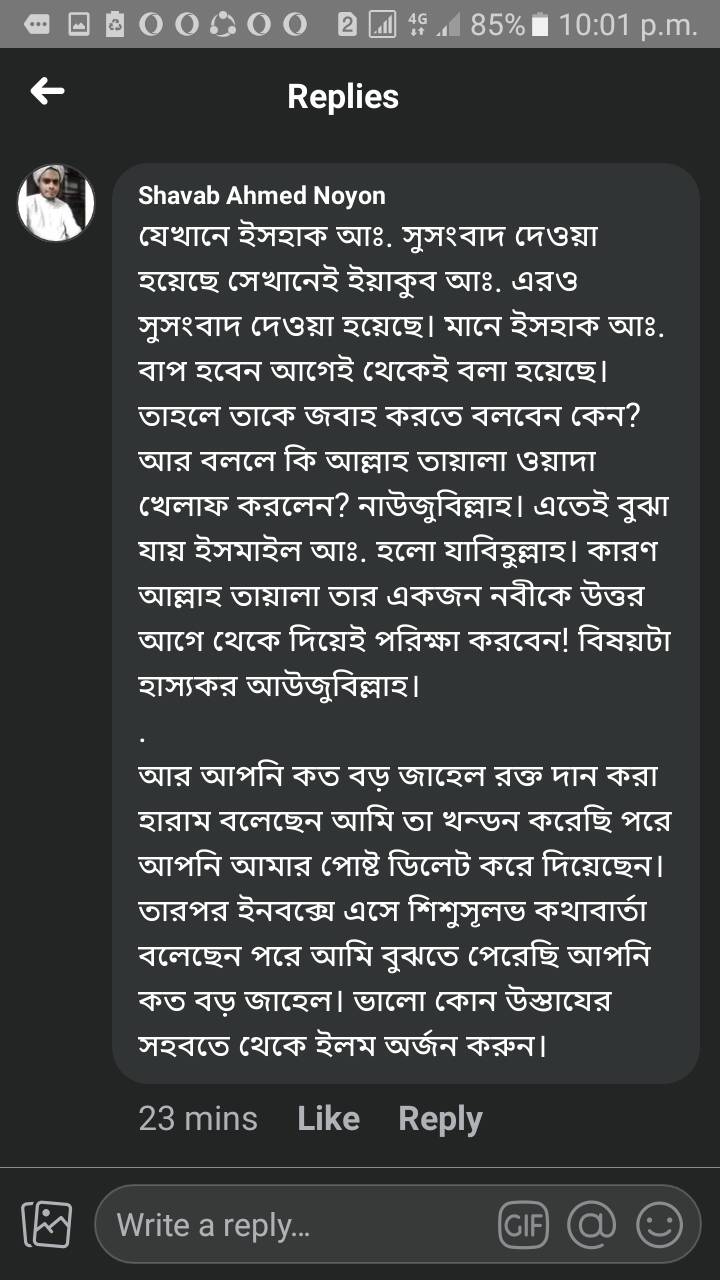 2 4G 85% 10:01 p.m.
Replies
Shavab Ahmed Noyon
যেখানে ইসহাক আঃ. সুসংবাদ দেওয়া
হয়েছে সেখানেই ইয়াকুব আঃ. এরও
সুসংবাদ দেওয়া হয়েছে। মানে ইসহাক আঃ.
বাপ হবেন আগেই থেকেই বলা হয়েছে।
তাহলে তাকে জবাহ করতে বলবেন কেন?
আর বললে কি আল্লাহ তায়ালা ওয়াদা
খেলাফ করলেন? নাউজুবিল্লাহ। এতেই বুঝা
যায় ইসমাইল আঃ. হলো যাবিহুল্লাহ। কারণ
আল্লাহ তায়ালা তার একজন নবীকে উত্তর
আগে থেকে দিয়েই পরিক্ষা করবেন! বিষয়টা
হাস্যকর আউজুবিল্লাহ।
.
আর আপনি কত বড় জাহেল রক্ত দান করা
হারাম বলেছেন আমি তা খন্ডন করেছি পরে
আপনি আমার পোষ্ট ডিলেট করে দিয়েছেন।
তারপর ইনবক্সে এসে শিশুসূলভ কথাবার্তা
বলেছেন পরে আমি বুঝতে পেরেছি আপনি
কত বড় জাহেল। ভালো কোন উস্তাযের
সহবতে থেকে ইলম অর্জন করুন।
23 mins Like Reply
Write a reply... GIF @